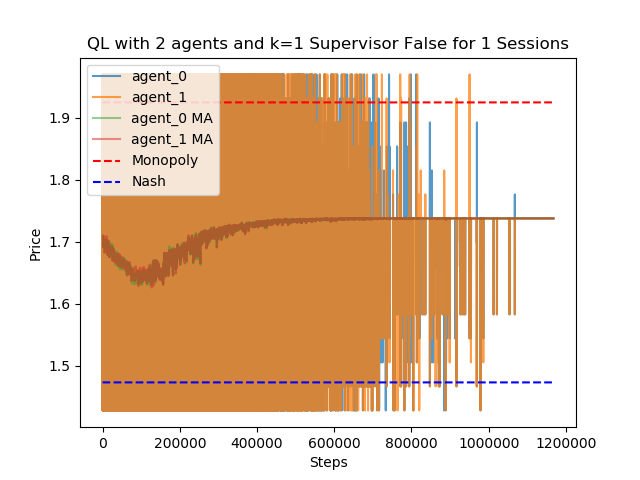 QL with 2 agents and k=1 Supervisor False for 1 Sessions
agent_0
agent_1
agent_0 MA
agent_1 MA
Monopoly
Nash
1.9
1.8
1.7
1.6
1.5
Price
0
200000
400000
600000
800000
1000000
1200000
Steps